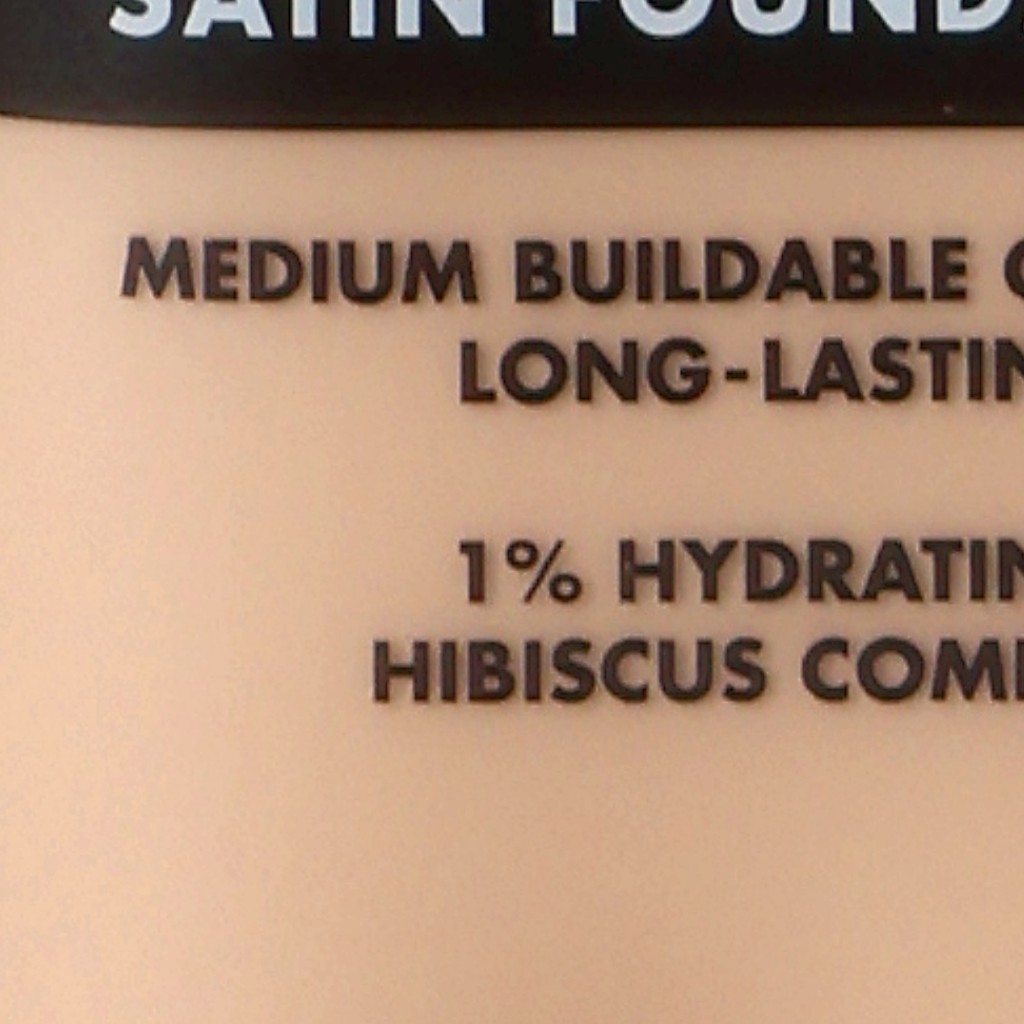 SATIN FOUND
MEDIUM BUILDABLE
LONG-LASTIN
1% HYDRATIN
HIBISCUS COM